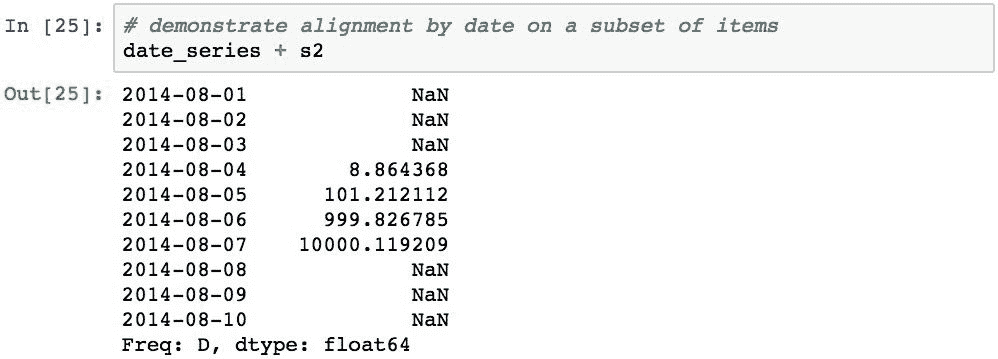 In [25]: # demonstrate alignment by date on a subset of items
date_series + s2
Out[25]: 2014-08-01 NaN
2014-08-02 NaN
2014-08-03 NaN
2014-08-04 8.864368
2014-08-05 101.212112
2014-08-06 999.826785
2014-08-07 10000.119209
2014-08-08 NaN
2014-08-09 NaN
2014-08-10 NaN
Freq: D, dtype: float64